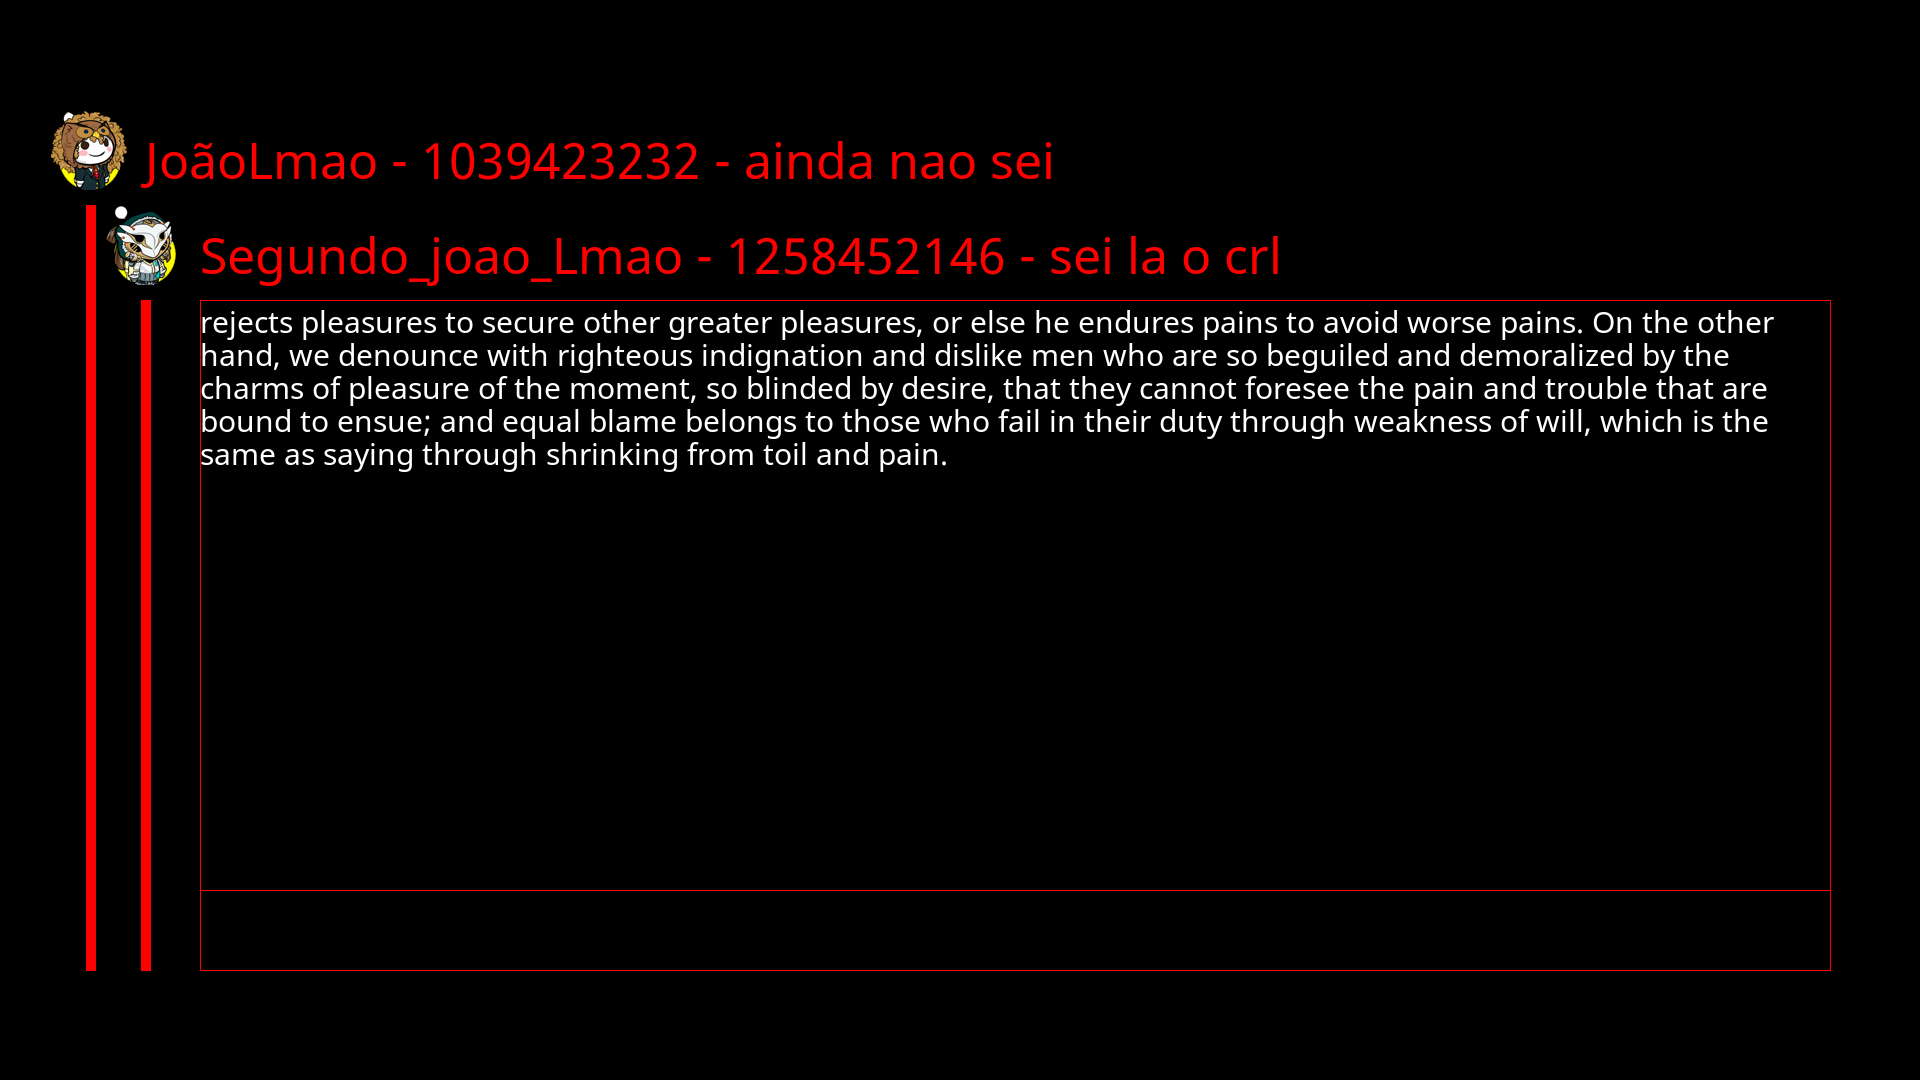 JoãoLmao - 1039423232 - ainda nao sei
Segundo_joao_Lmao - 1258452146 - sei la o crl
rejects pleasures to secure other greater pleasures, or else he endures pains to avoid worse pains. On the other
hand, we denounce with righteous indignation and dislike men who are so beguiled and demoralized by the
charms of pleasure of the moment, so blinded by desire, that they cannot foresee the pain and trouble that are
bound to ensue; and equal blame belongs to those who fail in their duty through weakness of will, which is the
same as saying through shrinking from toil and pain.